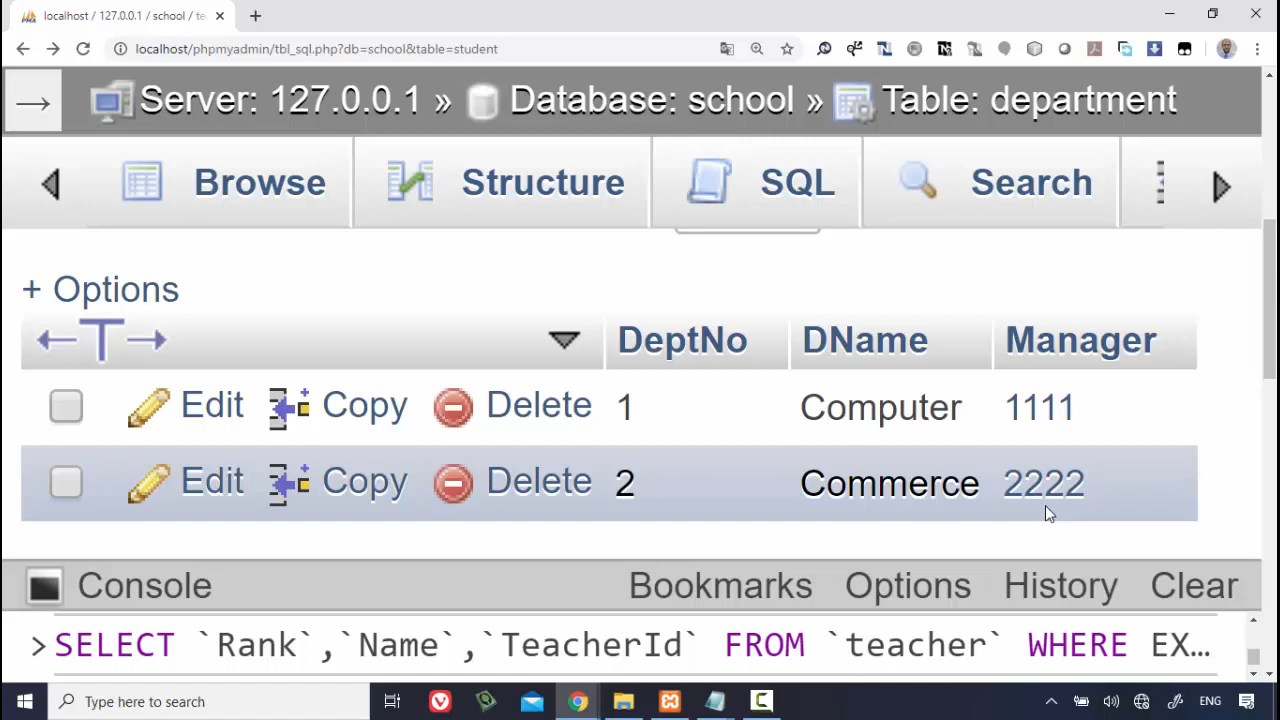 localhost / 127.0.0.1 / school / te
localhost/phpmyadmin/tbl_sql.php?db=school&table=student
Server: 127.0.0.1 » Database: school » Table: department
Browse Structure SQL Search
+ Options
DeptNo DName Manager
Edit Copy Delete 1 Computer 1111
Edit Copy Delete 2 Commerce 2222
Console Bookmarks Options History Clear
>SELECT `Rank`,`Name`,`TeacherId` FROM `teacher` WHERE EX...
Type here to search ENG